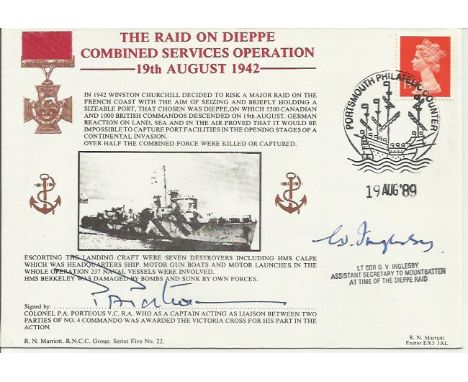 THE RAID ON DIEPPE
COMBINED SERVICES OPERATION
19th AUGUST 1942
IN 1942 WINSTON CHURCHILL DECIDED TO RISK A MAJOR RAID ON THE
FRENCH COAST WITH THE AIM OF SEIZING AND BRIEFLY HOLDING A
SIZEABLE PORT, THAT CHOSEN WAS DIEPPE, ON WHICH 5500 CANADIAN
AND 1000 BRITISH COMMANDOS DESCENDED ON 19th AUGUST. GERMAN
REACTION ON LAND, SEA AND IN THE AIR PROVED THAT IT WOULD BE
IMPOSSIBLE TO CAPTURE PORT FACILITIES IN THE OPENING STAGES OF A
CONTINENTAL INVASION.
OVER HALF THE COMBINED FORCE WERE KILLED OR CAPTURED.
PORTSMOUTH PHILATELIC COUNTER
19 AUG '89
ESCORTING THE LANDING CRAFT WERE SEVEN DESTROYERS INCLUDING HMS CALPE
WHICH WAS HEADQUARTERS SHIP. MOTOR GUN BOATS AND MOTOR LAUNCHES IN THE
WHOLE OPERATION 237 NAVAL VESSELS WERE INVOLVED.
HMS BERKELEY WAS DAMAGED BY BOMBS AND SUNK BY OWN FORCES.
LT CDR G. V. INGLESBY
ASSISTANT SECRETARY TO MOUNTBATTEN
AT TIME OF THE DIEPPE RAID
Signed by:
COLONEL P.A. PORTEOUS V.C. R.A. WHO AS A CAPTAIN ACTING AS LIAISON BETWEEN TWO
PARTIES OF NO. 4 COMMANDO WAS AWARDED THE VICTORIA CROSS FOR HIS PART IN THE
ACTION.
R. N. Marriott. R.N.C.C. Group. Series Five No. 22.
R. N. Marriott
Exeter EX5 3AL